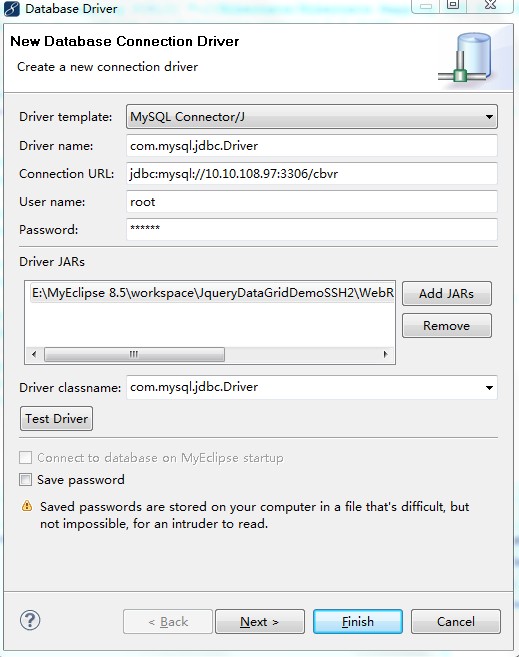 Database Driver
New Database Connection Driver
Create a new connection driver
Driver template: MySQL Connector/J
Driver name: com.mysql.jdbc.Driver
Connection URL: jdbc:mysql://10.10.108.97:3306/cbvr
User name: root
Password: ******
Driver JARs
E:\MyEclipse 8.5\workspace\JqueryDataGridDemoSSH2\WebR
Add JARs
Remove
Driver classname: com.mysql.jdbc.Driver
Test Driver
Connect to database on MyEclipse startup
Save password
Saved passwords are stored on your computer in a file that's difficult, but
not impossible, for an intruder to read.
< Back Next > Finish Cancel